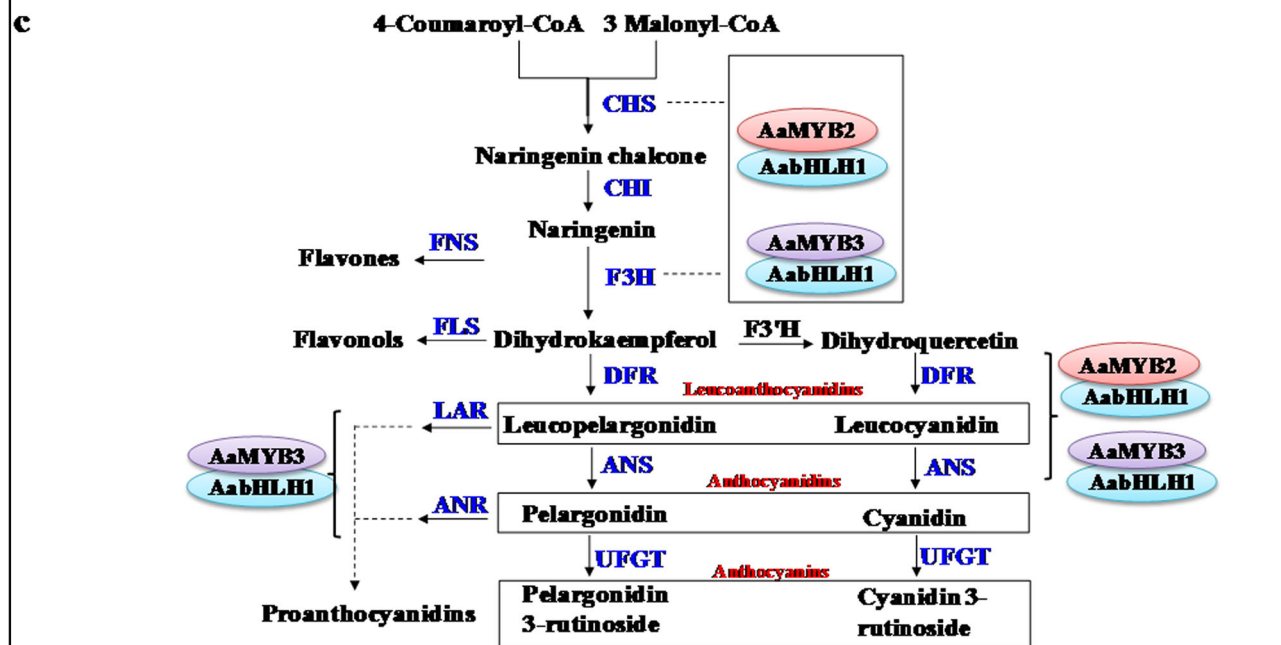 c
4-Coumaroyl-CoA 3 Malonyl-CoA
CHS
AaMYB2
AabHLH1
Naringenin chalcone
CHI
Naringenin
FNS
Flavones
AaMYB3
AabHLH1
F3H
Flavonols
FLS
Dihydrokaempferol
F3'H
Dihydroquercetin
DFR
Leucoanthocyanidins
DFR
AaMYB2
AabHLH1
LAR
Leucopelargonidin
Leucocyanidin
AaMYB3
AabHLH1
ANS
Anthocyanidins
ANS
AaMYB3
AabHLH1
ANR
Pelargonidin
Cyanidin
UFGT
Anthocyanins
UFGT
Proanthocyanidins
Pelargonidin
3-rutinoside
Cyanidin 3-
rutinoside